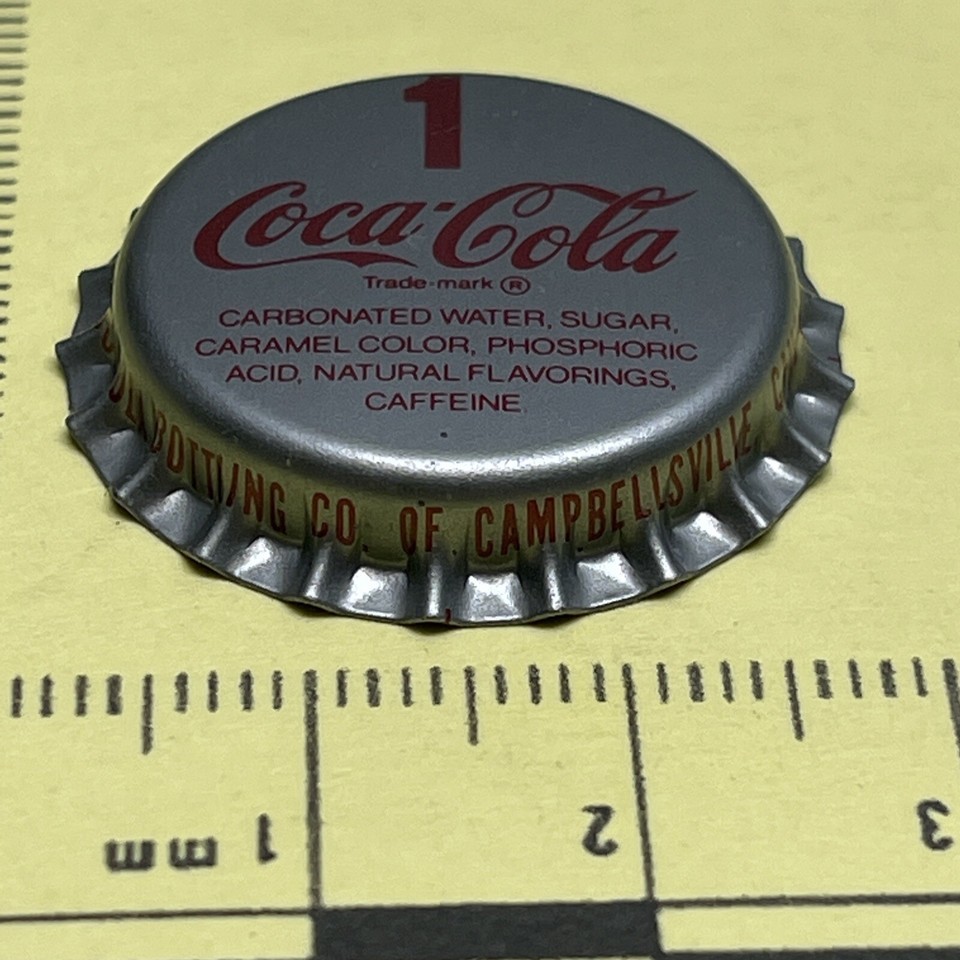 1
Coca-Cola
Trade-mark ®
CARBONATED WATER, SUGAR,
CARAMEL COLOR, PHOSPHORIC
ACID, NATURAL FLAVORINGS,
CAFFEINE
BOTTLING CO. OF CAMPBELLSVILLE
mm 1 2 3